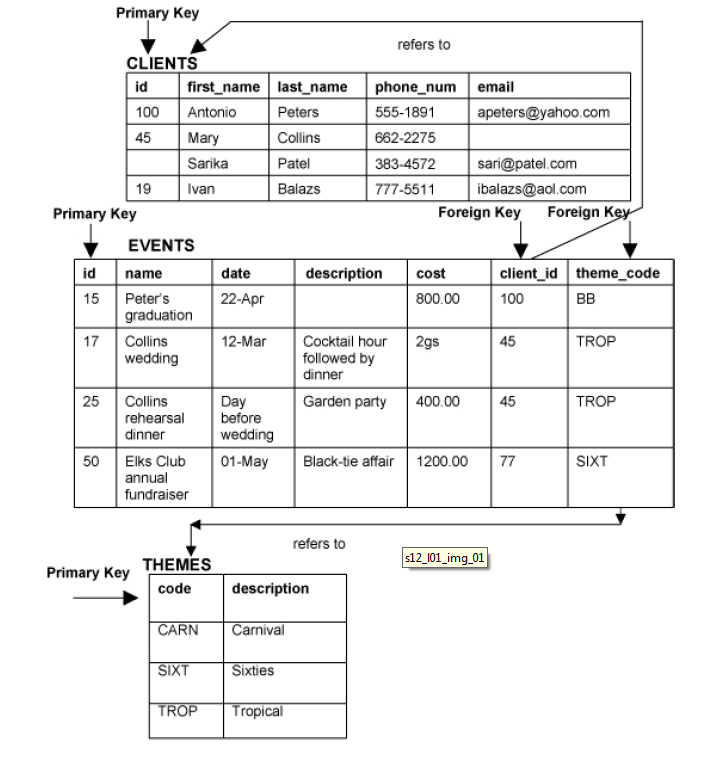 Primary Key
refers to
CLIENTS
id first_name last_name phone_num email
100 Antonio Peters 555-1891 apeters@yahoo.com
45 Mary Collins 662-2275
Sarika Patel 383-4572 sari@patel.com
19 Ivan Balazs 777-5511 ibalazs@aol.com
Primary Key Foreign Key Foreign Key
EVENTS
id name date description cost client_id theme_code
15 Peter's 22-Apr 800.00 100 BB
graduation
17 Collins 12-Mar Cocktail hour 2gs 45 TROP
wedding followed by
dinner
25 Collins Day Garden party 400.00 45 TROP
rehearsal before
dinner wedding
50 Elks Club 01-May Black-tie affair 1200.00 77 SIXT
annual
fundraiser
refers to
s12_l01_img_01
THEMES
Primary Key
code description
CARN Carnival
SIXT Sixties
TROP Tropical